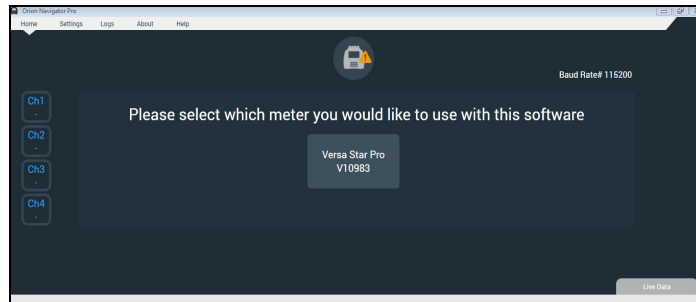 Orion Navigator Pro
Home Settings Logs About Help
Baud Rate# 115200
Ch1
-
Ch2
-
Ch3
-
Ch4
-
Please select which meter you would like to use with this software
Versa Star Pro
V10983
Live Data